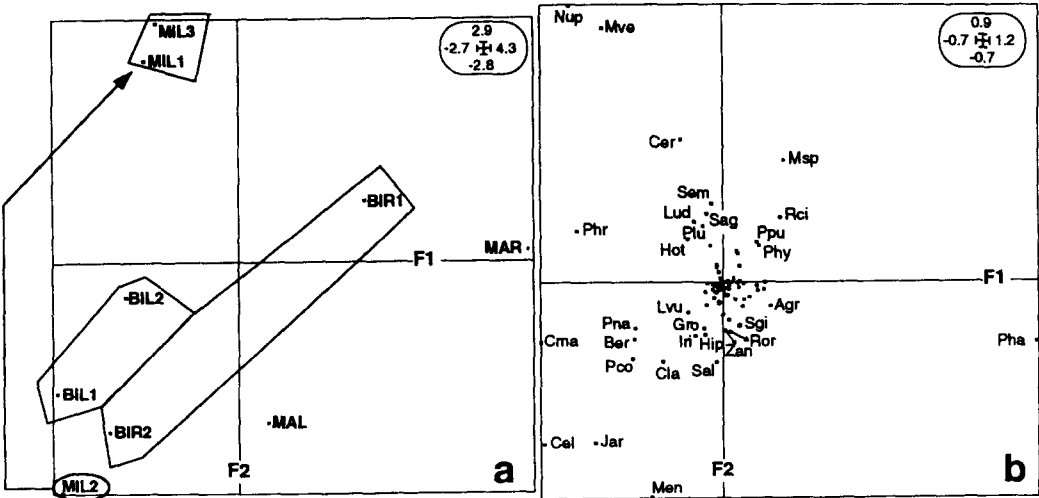 MIL3
MIL1
2.9
-2.7 4.3
-2.8
BIR1
MAR
F1
BIL2
BIL1
BIR2
MAL
F2
MIL2
a
Nup
Mve
0.9
-0.7 1.2
-0.7
Cer
Msp
Sem
Lud
Sag
Rci
Phr
Plu
Ppu
Hot
Phy
F1
Lvu
Agr
Pna
Gro
Sgi
Cma
Ber
Iri
Hip
Zan
Ror
Pha
Pco
Cla
Sal
Cel
Jar
F2
Men
b